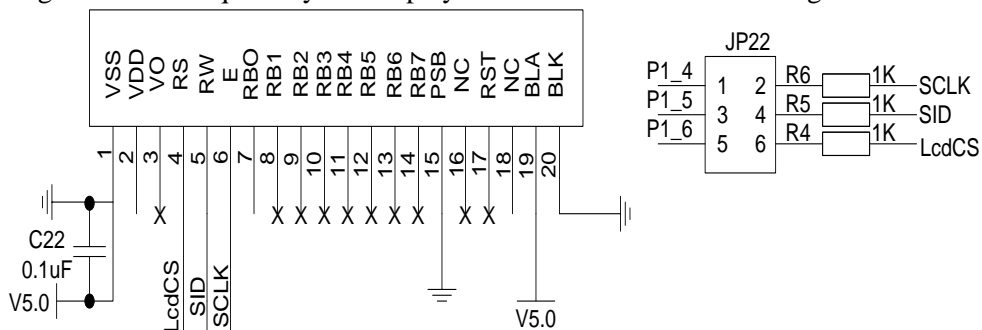 VSS
VDD
VO
RS
RW
E
RBO
RB1
RB2
RB3
RB4
RB5
RB6
RB7
PSB
NC
RST
NC
BLA
BLK
1
2
3
4
5
6
7
8
9
10
11
12
13
14
15
16
17
18
19
20
X X X X X X X X X X
C22
0.1uF
V5.0
LcdCS
SID
SCLK
V5.0
JP22
P1_4 1 2 R6 1K SCLK
P1_5 3 4 R5 1K SID
P1_6 5 6 R4 1K LcdCS